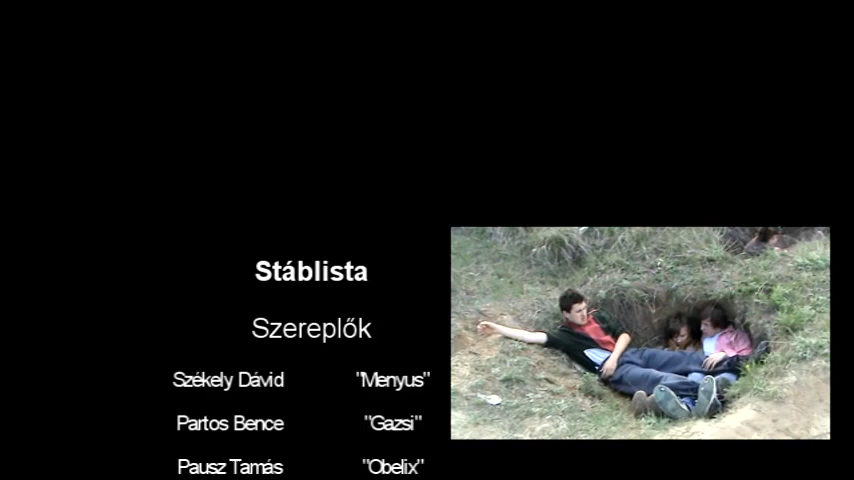 Stáblista
Szereplők
Székely Dávid "Menyus"
Partos Bence "Gazsi"
Pausz Tamás "Obelix"